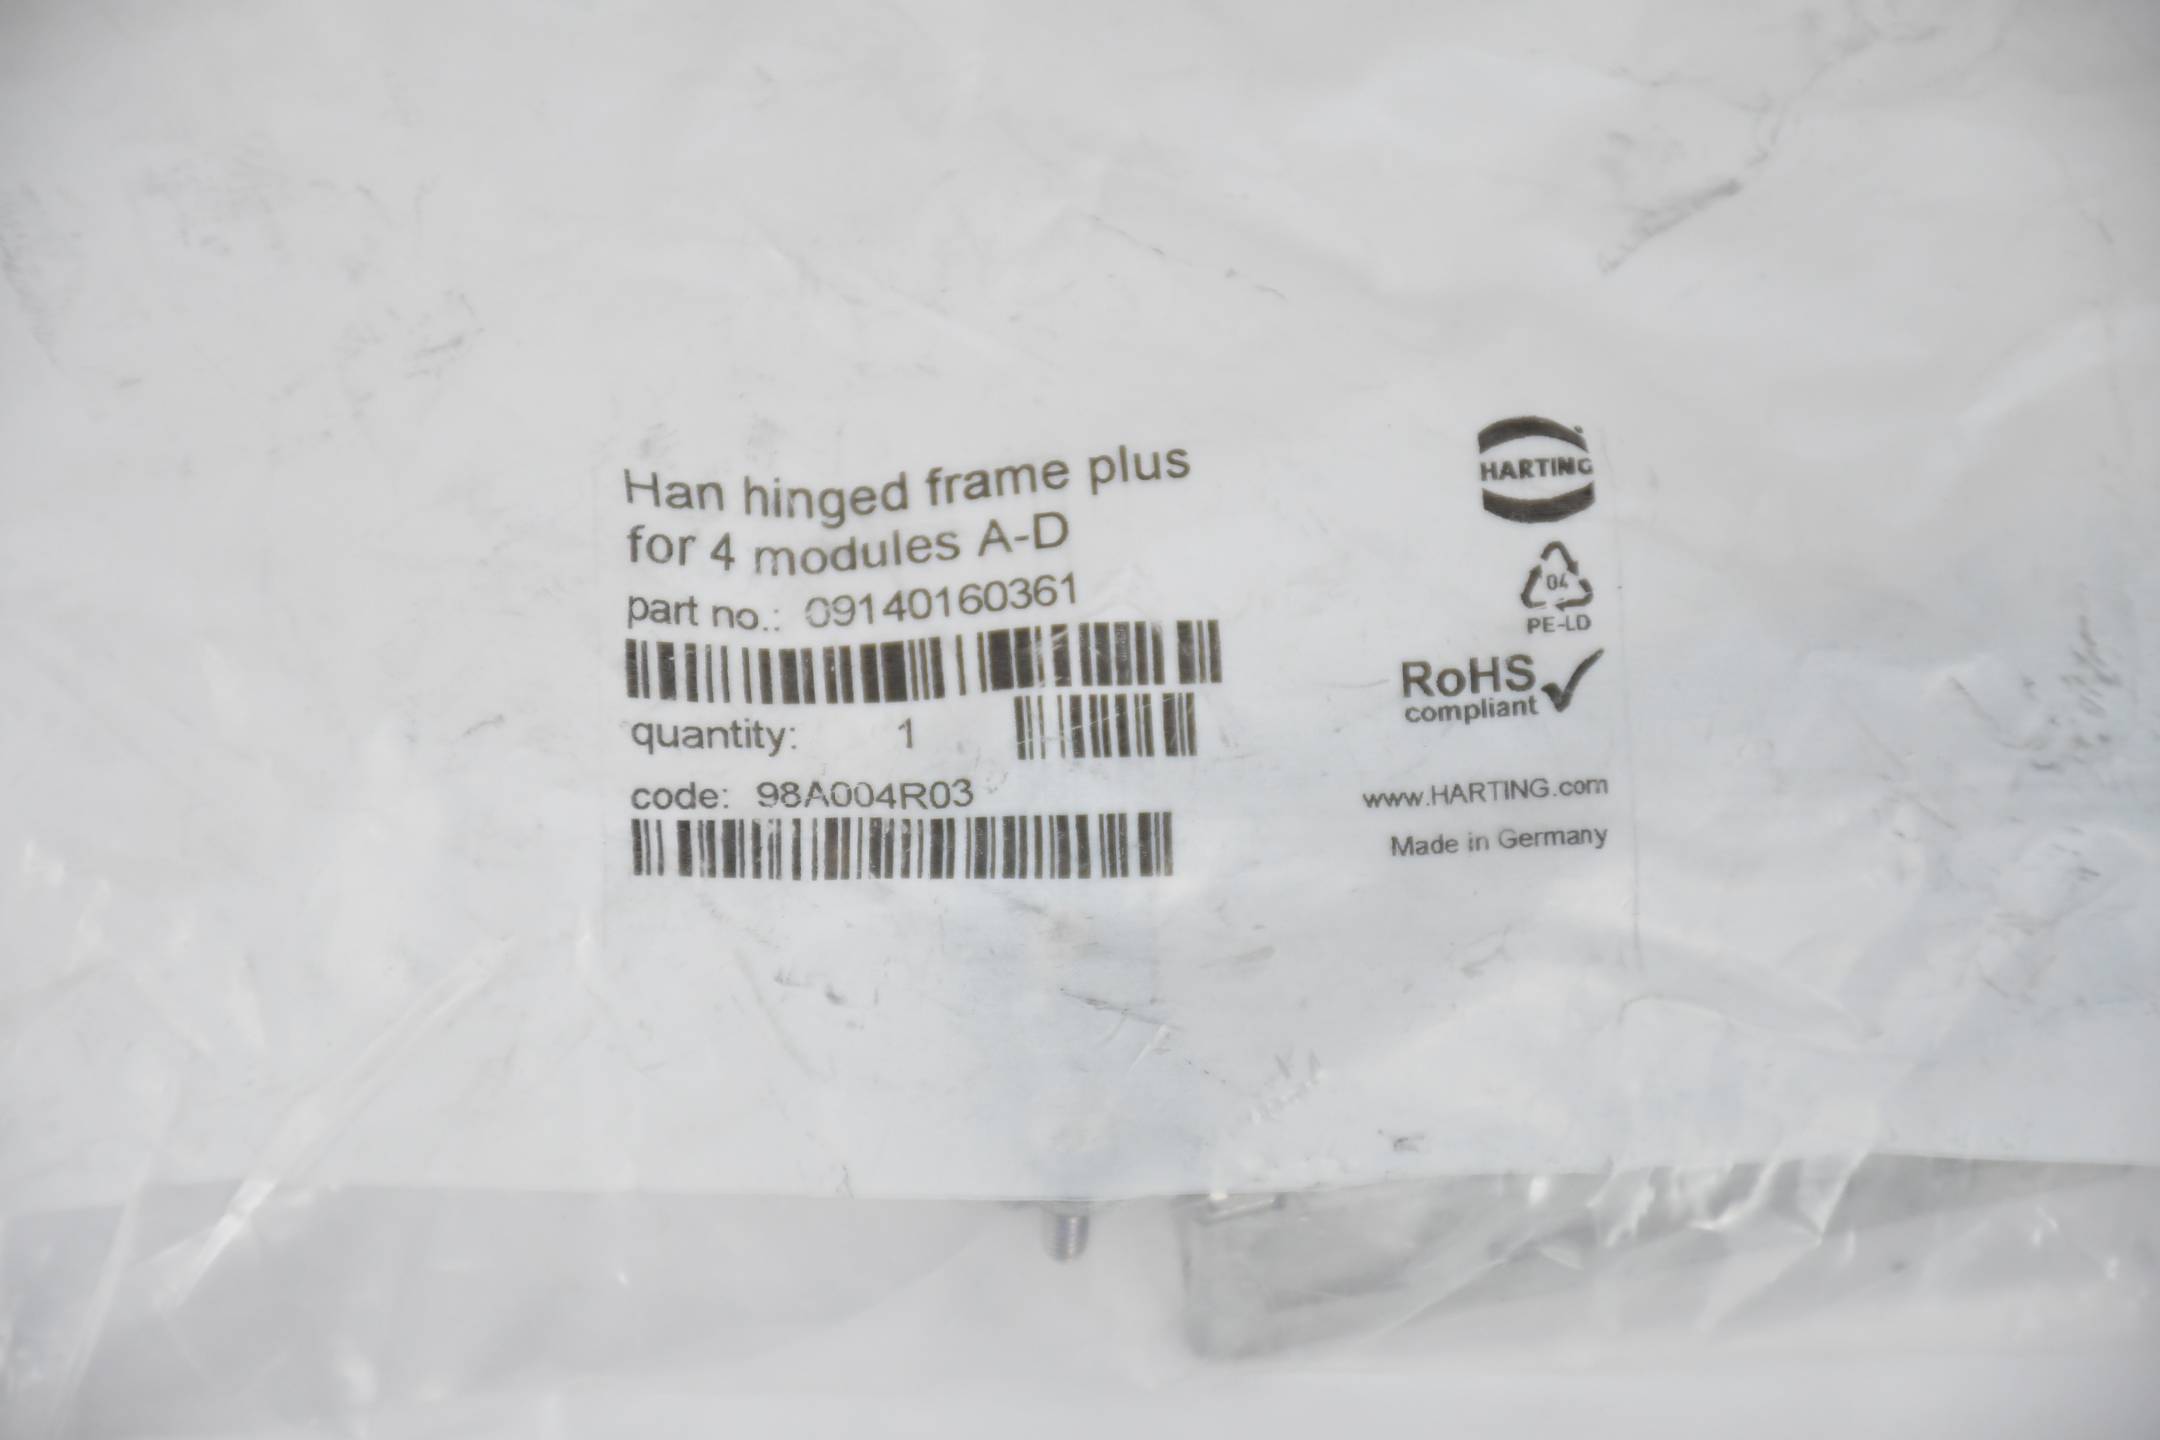 Han hinged frame plus
for 4 modules A-D
part no.: 09140160361
quantity: 1
code: 98A004R03
HARTING
04
PE-LD
RoHS
compliant
www.HARTING.com
Made in Germany